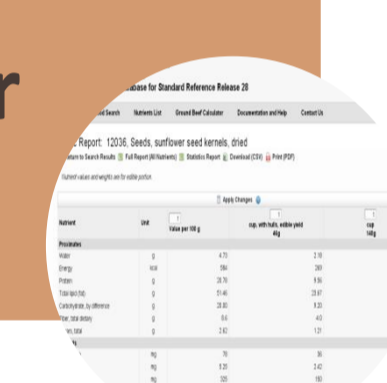 r
abase for Standard Reference Release 28
ed Search Nutrients List Ground Beef Calculator Documentation and Help Contact Us
Report: 12036, Seeds, sunflower seed kernels, dried
Return to Search Results Full Report (All Nutrients) Statistics Report Download (CSV) Print (PDF)
Nutrient values and weights are for edible portion.
Apply Changes
1 1 1
Nutrient Unit Value per 100 g cup, with hulls, edible yield cup
46g 140g
Proximates
Water g 4.73 2.18
Energy kcal 584 269
Protein g 20.78 9.56
Total lipid (fat) g 51.46 23.67
Carbohydrate, by difference g 20.00 9.20
Fiber, total dietary g 8.6 4.0
total g 2.62 1.21
mg 78 36
mg 5.25 2.42
mg 325 150